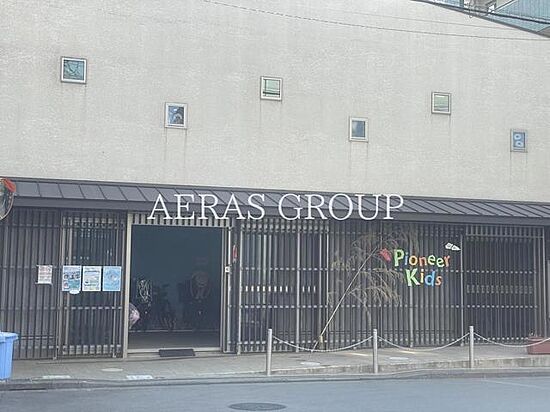 AERAS GROUP
Pioneer
Kids